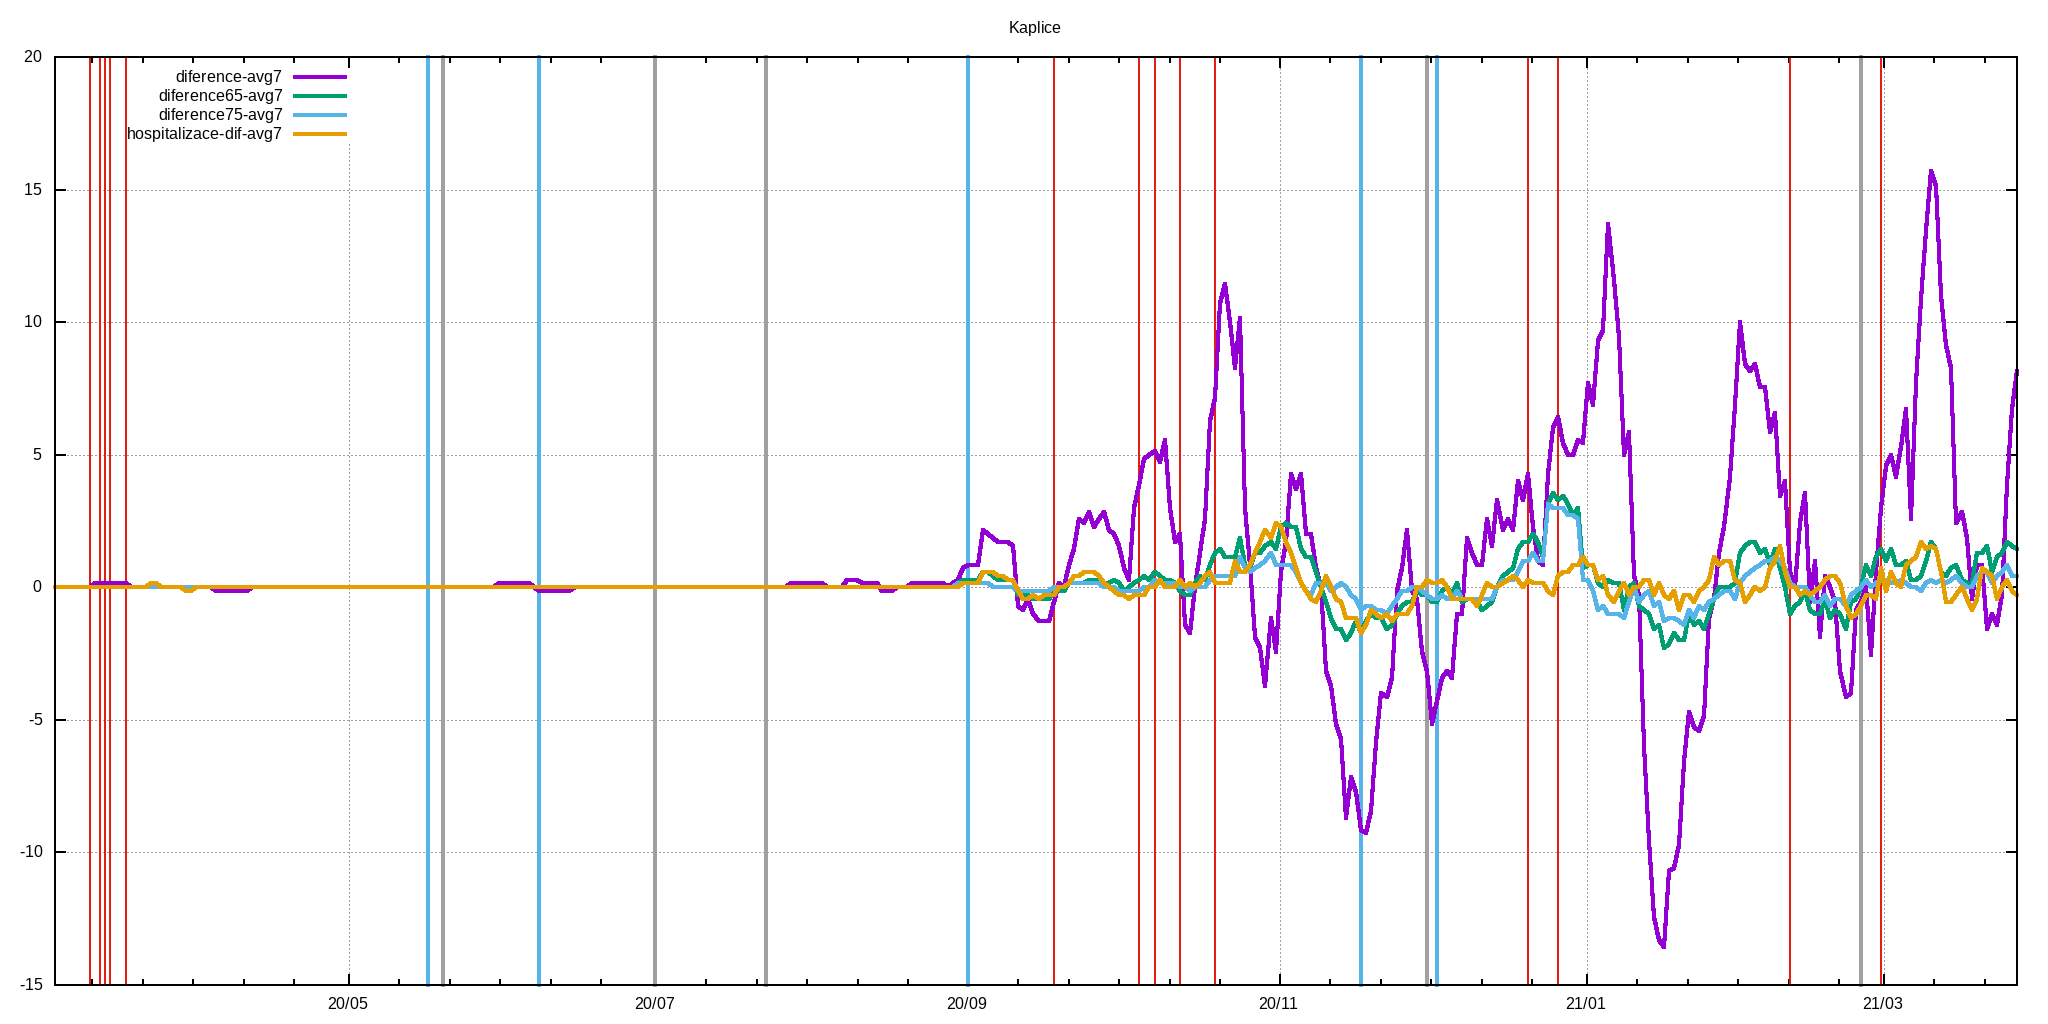 Kaplice
diference-avg7
diference65-avg7
diference75-avg7
hospitalizace-dif-avg7
20
15
10
5
0
-5
-10
-15
20/05 20/07 20/09 20/11 21/01 21/03